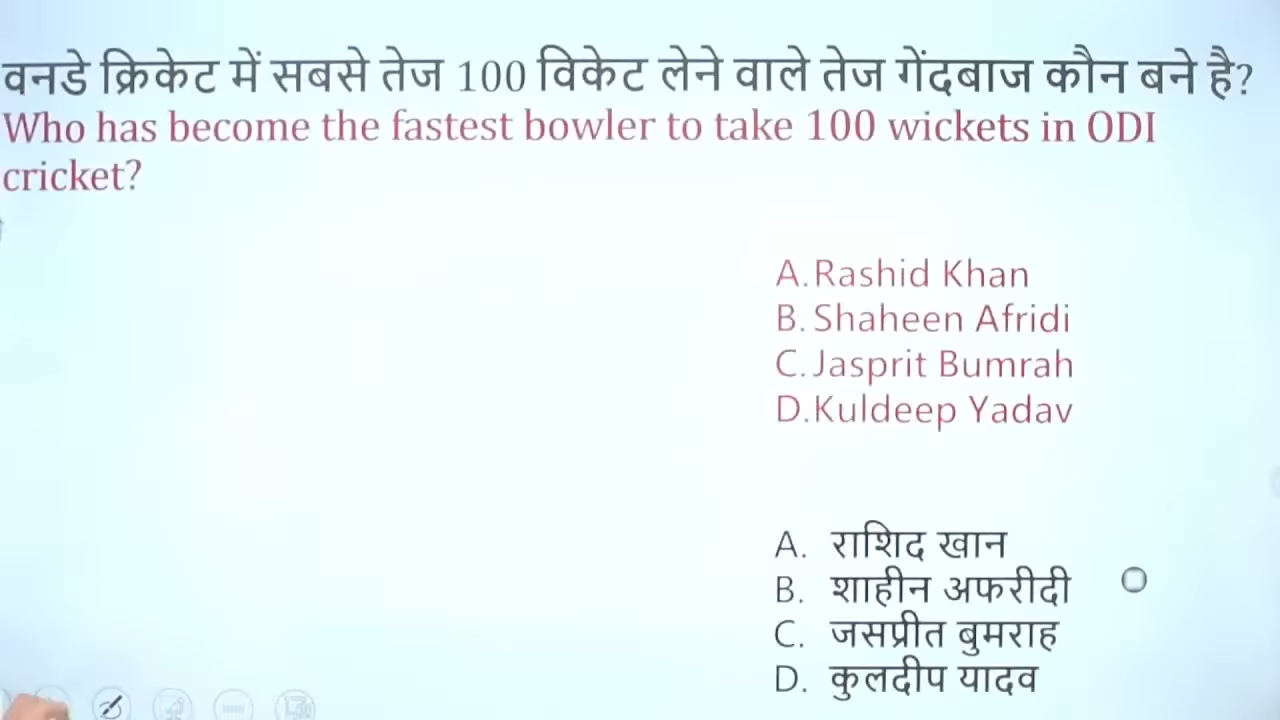 वनडे क्रिकेट में सबसे तेज 100 विकेट लेने वाले तेज गेंदबाज कौन बने है?
Who has become the fastest bowler to take 100 wickets in ODI
cricket?
A. Rashid Khan
B. Shaheen Afridi
C. Jasprit Bumrah
D. Kuldeep Yadav
A. राशिद खान
B. शाहीन अफरीदी
C. जसप्रीत बुमराह
D. कुलदीप यादव